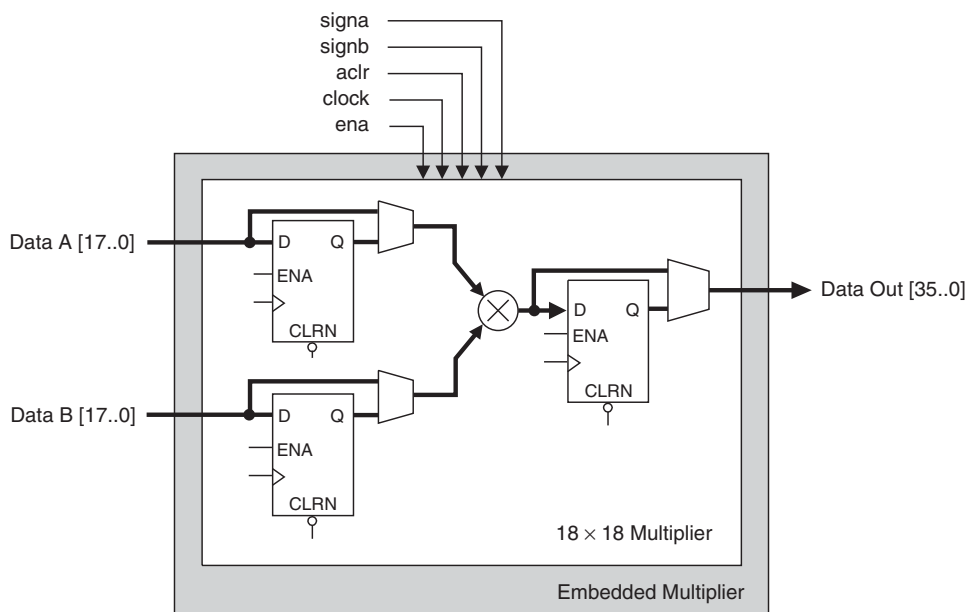 signa
signb
aclr
clock
ena
Data A [17..0]
D Q
ENA
CLRN
Data B [17..0]
D Q
ENA
CLRN
D Q
ENA
CLRN
Data Out [35..0]
18 × 18 Multiplier
Embedded Multiplier